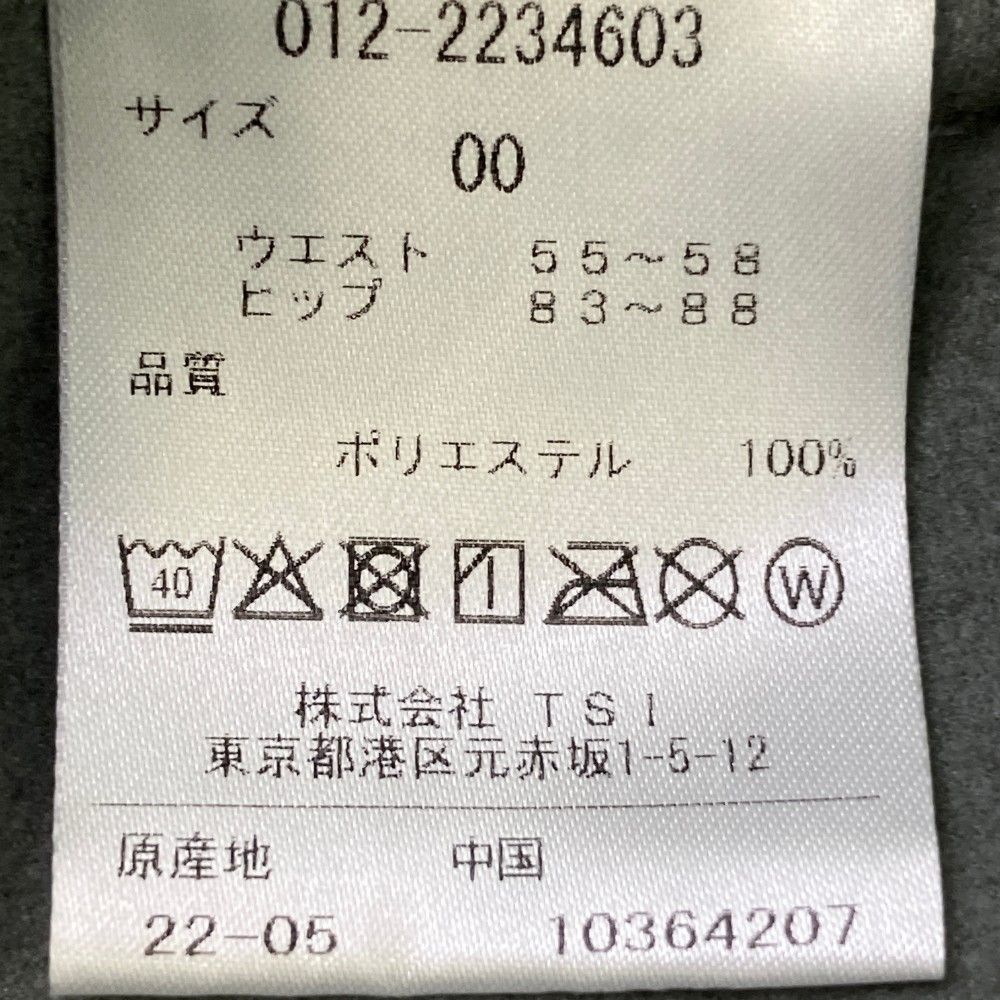 012-2234603
サイズ
00
ウエスト 55～58
ヒップ 83～88
品質
ポリエステル 100%
40 1 W
株式会社 TSI
東京都港区元赤坂1-5-12
原産地 中国
22-05 10364207